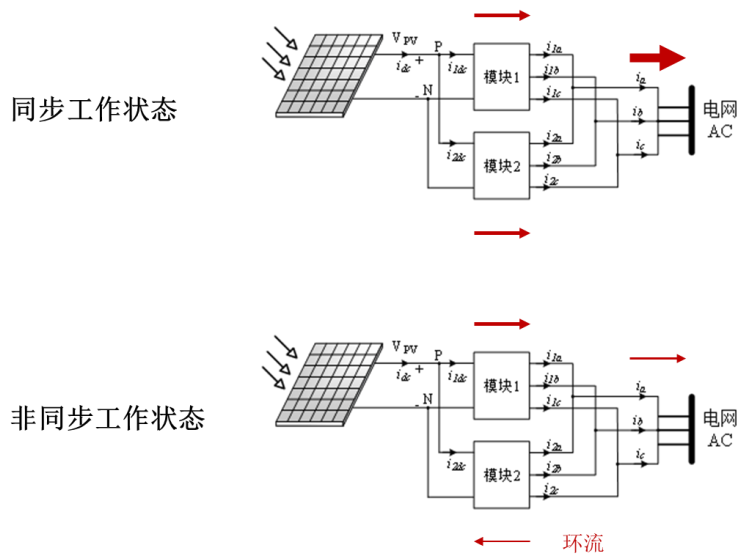 同步工作状态
V PV
i dc
+
P
i 1dc
- N
i 2dc
模块1
模块2
i 1a
i 1b
i 1c
i 2a
i 2b
i 2c
i a
i b
i c
电网
AC
非同步工作状态
V PV
i dc
+
P
i 1dc
- N
i 2dc
模块1
模块2
i 1a
i 1b
i 1c
i 2a
i 2b
i 2c
i a
i b
i c
电网
AC
环流